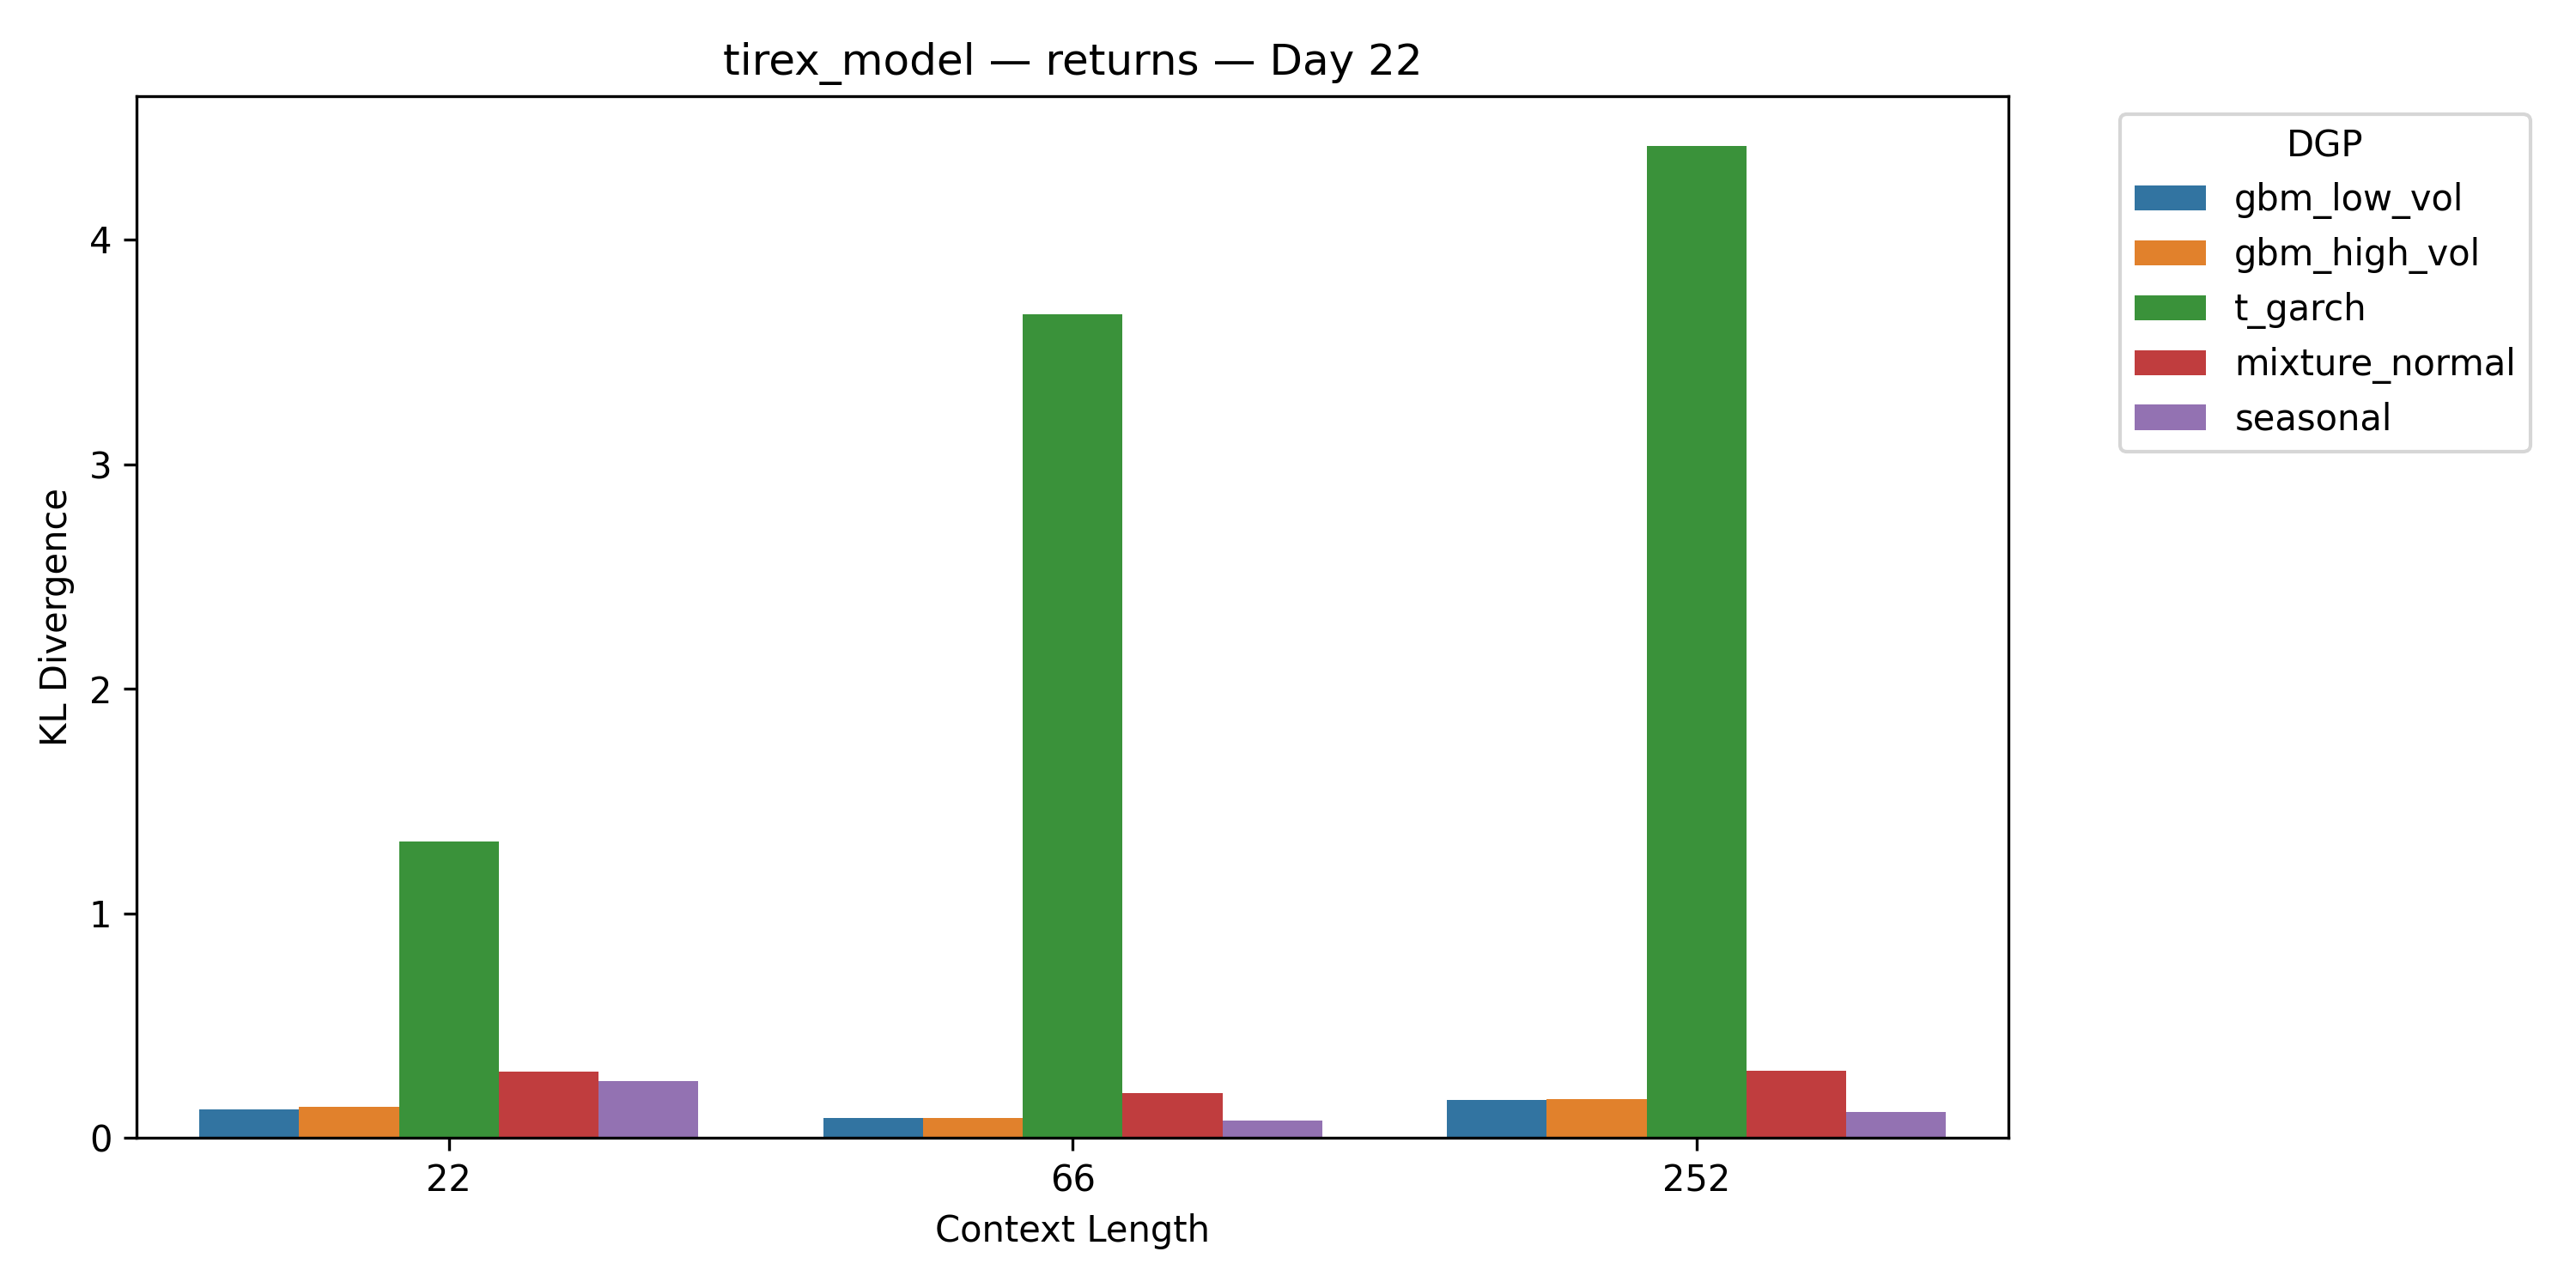 tirex_model — returns — Day 22
KL Divergence
4
3
2
1
0
22
66
252
Context Length
DGP
gbm_low_vol
gbm_high_vol
t_garch
mixture_normal
seasonal